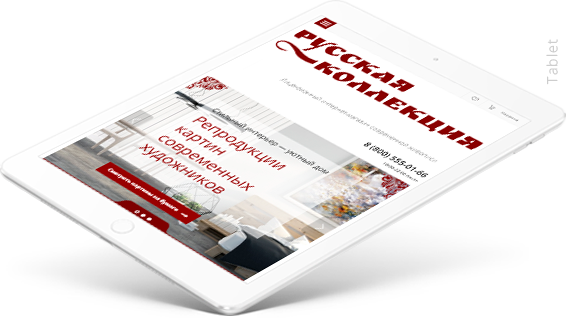 Tablet
РУССКАЯ
КОЛЛЕКЦИЯ
8 (800) 555-01-66
Стильный интерьер — уютный дом
Репродукции
картин
современных
художников
Смотреть картины на бумаге